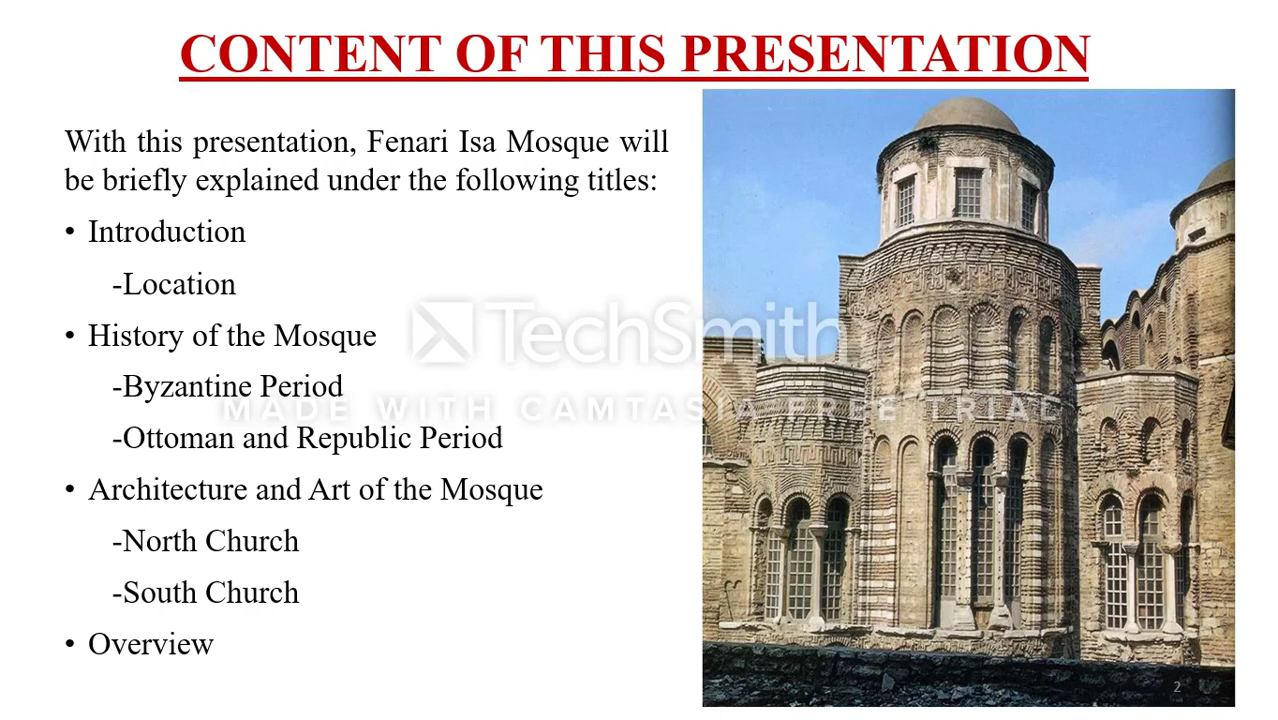 CONTENT OF THIS PRESENTATION
With this presentation, Fenari Isa Mosque will
be briefly explained under the following titles:
• Introduction
-Location
• History of the Mosque
-Byzantine Period
-Ottoman and Republic Period
• Architecture and Art of the Mosque
-North Church
-South Church
• Overview
TechSmith
MADE WITH CAMTASIA FREE TRIAL
2